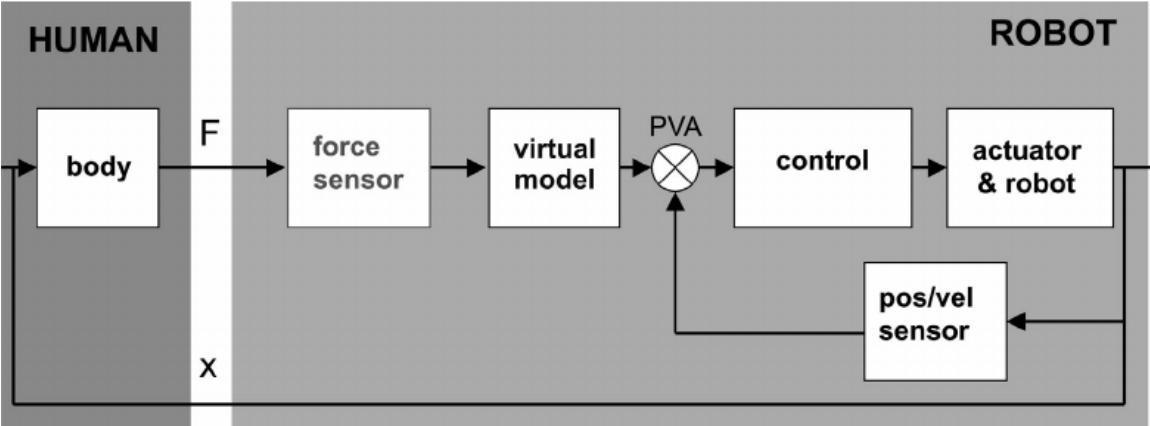 HUMAN
ROBOT
body
F
force
sensor
virtual
model
PVA
control
actuator
& robot
pos/vel
sensor
x